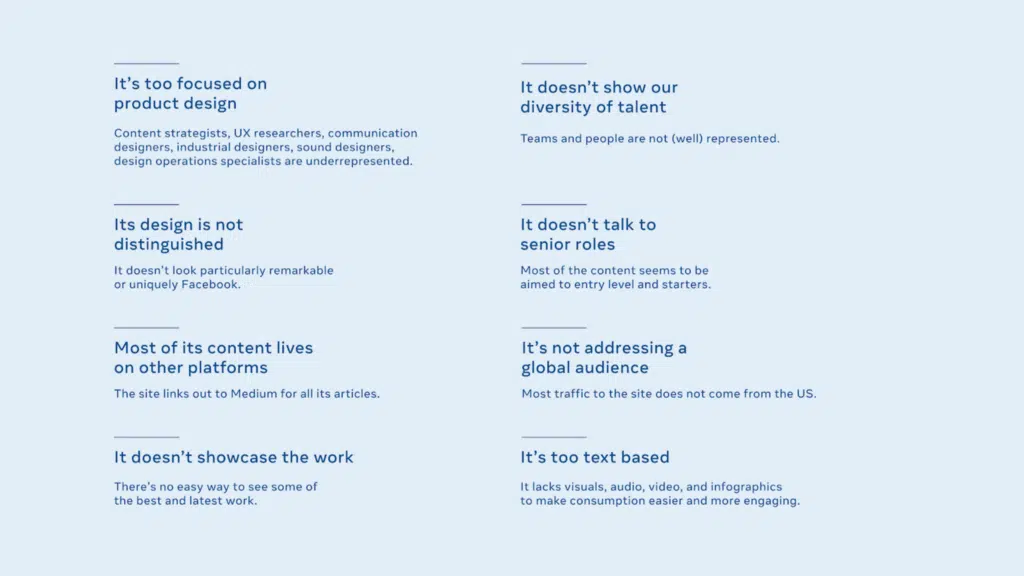 It’s too focused on
product design
Content strategists, UX researchers, communication
designers, industrial designers, sound designers,
design operations specialists are underrepresented.
It doesn’t show our
diversity of talent
Teams and people are not (well) represented.
Its design is not
distinguished
It doesn’t look particularly remarkable
or uniquely Facebook.
It doesn’t talk to
senior roles
Most of the content seems to be
aimed to entry level and starters.
Most of its content lives
on other platforms
The site links out to Medium for all its articles.
It’s not addressing a
global audience
Most traffic to the site does not come from the US.
It doesn’t showcase the work
There’s no easy way to see some of
the best and latest work.
It’s too text based
It lacks visuals, audio, video, and infographics
to make consumption easier and more engaging.